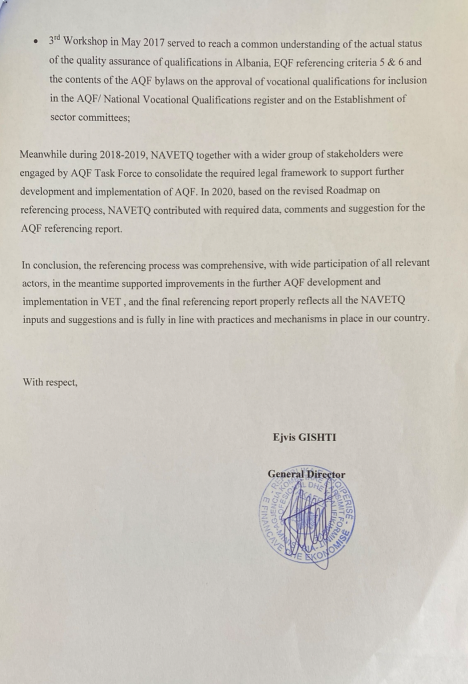 • 3rd Workshop in May 2017 served to reach a common understanding of the actual status
of the quality assurance of qualifications in Albania, EQF referencing criteria 5 & 6 and
the contents of the AQF bylaws on the approval of vocational qualifications for inclusion
in the AQF/ National Vocational Qualifications register and on the Establishment of
sector committees;
Meanwhile during 2018-2019, NAVETQ together with a wider group of stakeholders were
engaged by AQF Task Force to consolidate the required legal framework to support further
development and implementation of AQF. In 2020, based on the revised Roadmap on
referencing process, NAVETQ contributed with required data, comments and suggestion for the
AQF referencing report.
In conclusion, the referencing process was comprehensive, with wide participation of all relevant
actors, in the meantime supported improvements in the further AQF development and
implementation in VET , and the final referencing report properly reflects all the NAVETQ
inputs and suggestions and is fully in line with practices and mechanisms in place in our country.
With respect,
Ejvis GISHTI
General Director
E FINANCAVE DHE EKONOMISE